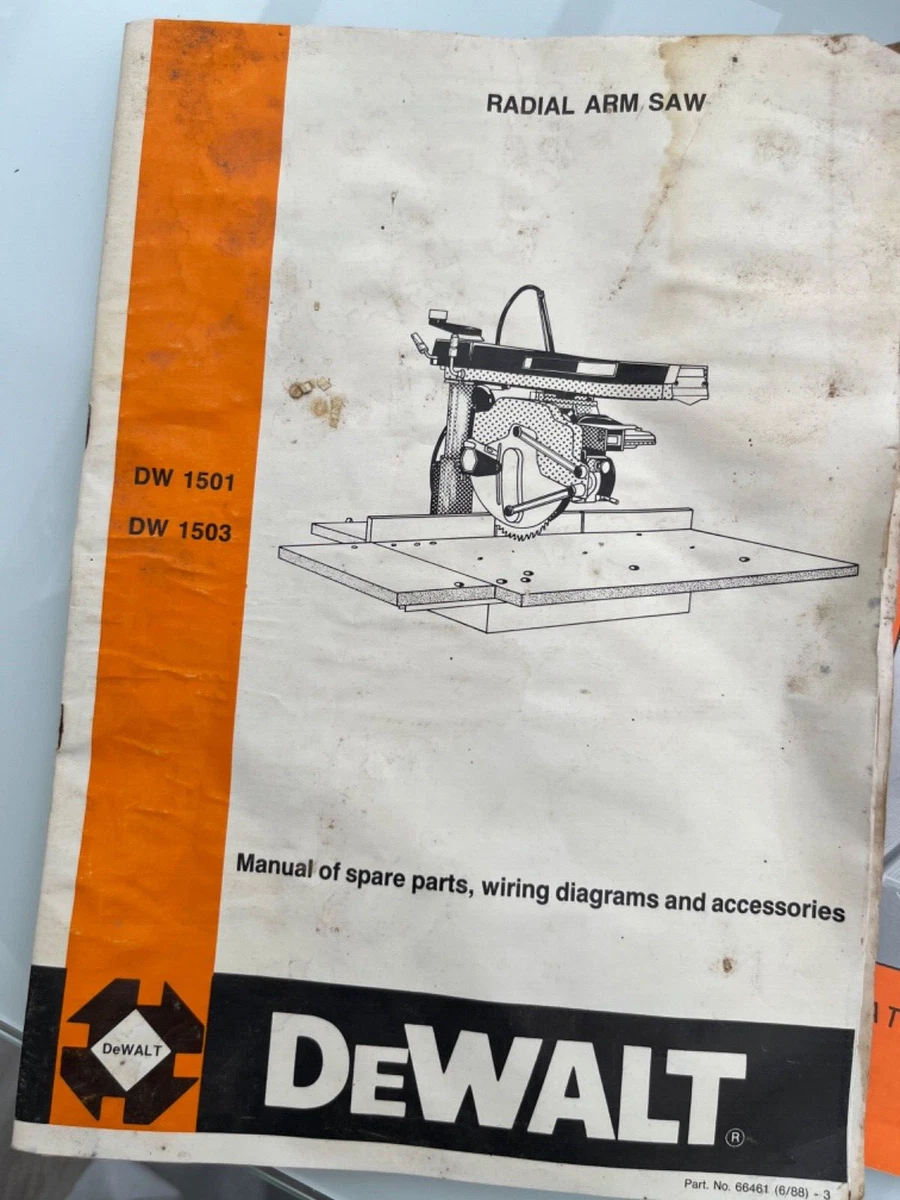 RADIAL ARM SAW
DW 1501
DW 1503
Manual of spare parts, wiring diagrams and accessories
DeWALT
DeWALT
®
Part. No. 66461 (6/88) - 3
AT